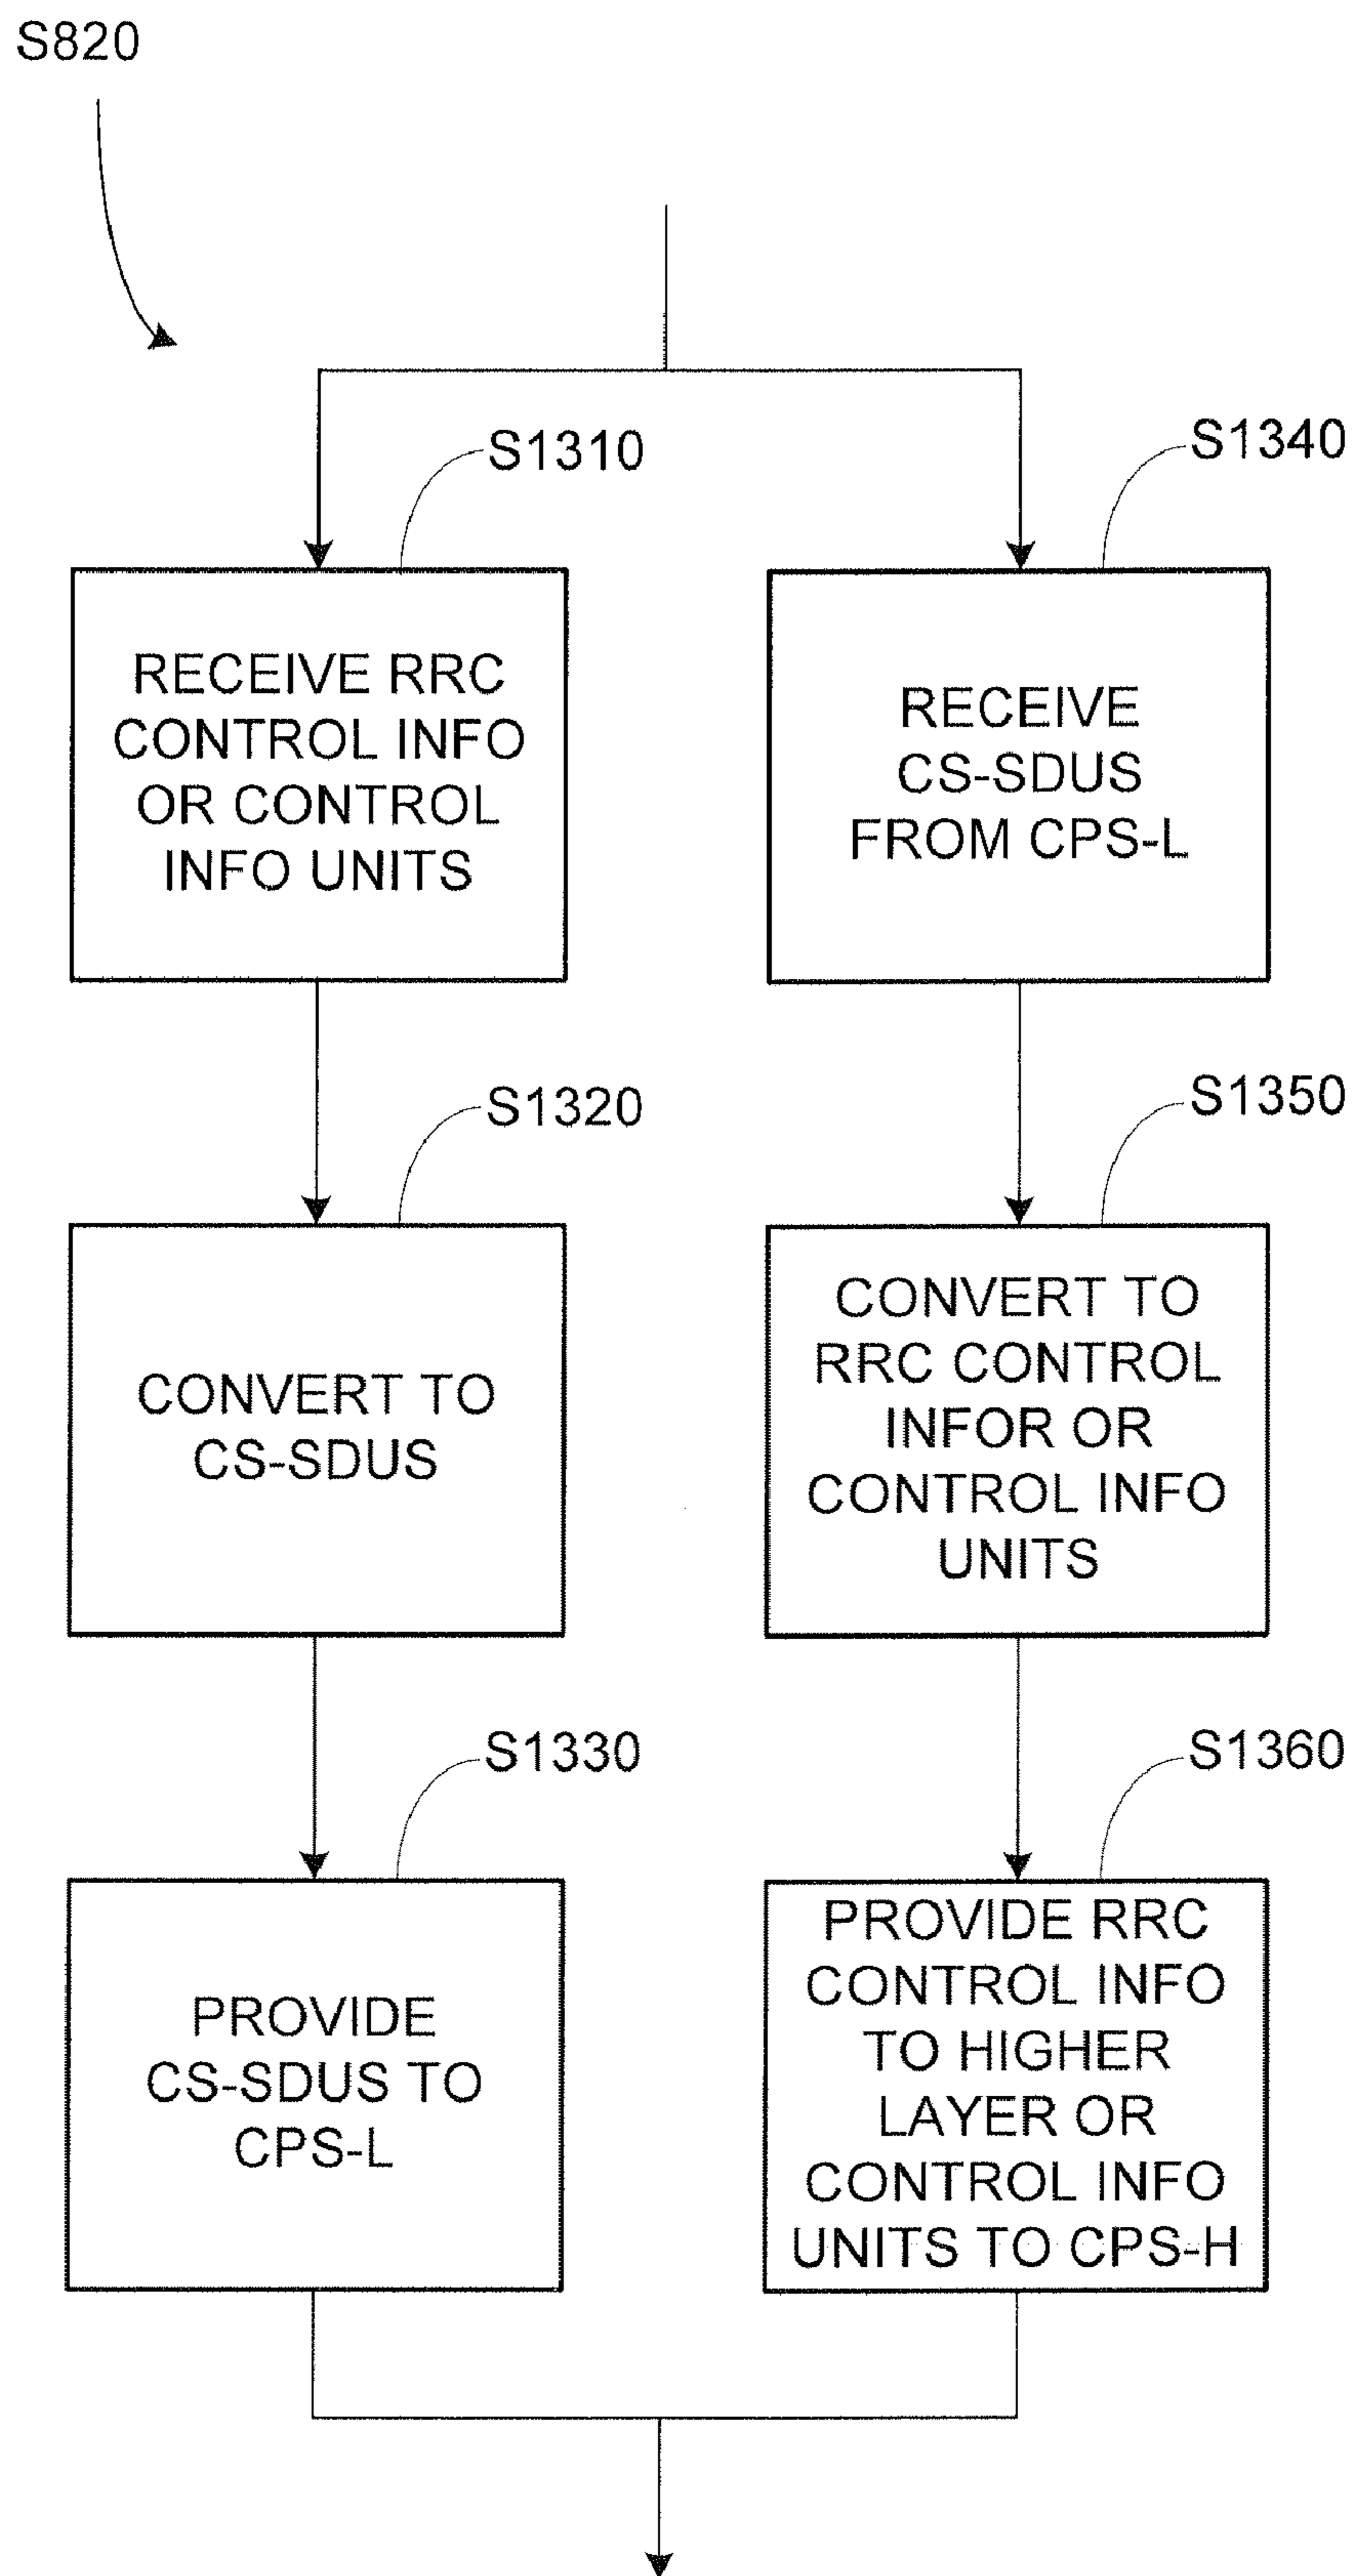 S820
S1310
RECEIVE RRC
CONTROL INFO
OR CONTROL
INFO UNITS
S1320
CONVERT TO
CS-SDUS
S1330
PROVIDE
CS-SDUS TO
CPS-L
S1340
RECEIVE
CS-SDUS
FROM CPS-L
S1350
CONVERT TO
RRC CONTROL
INFOR OR
CONTROL INFO
UNITS
S1360
PROVIDE RRC
CONTROL INFO
TO HIGHER
LAYER OR
CONTROL INFO
UNITS TO CPS-H